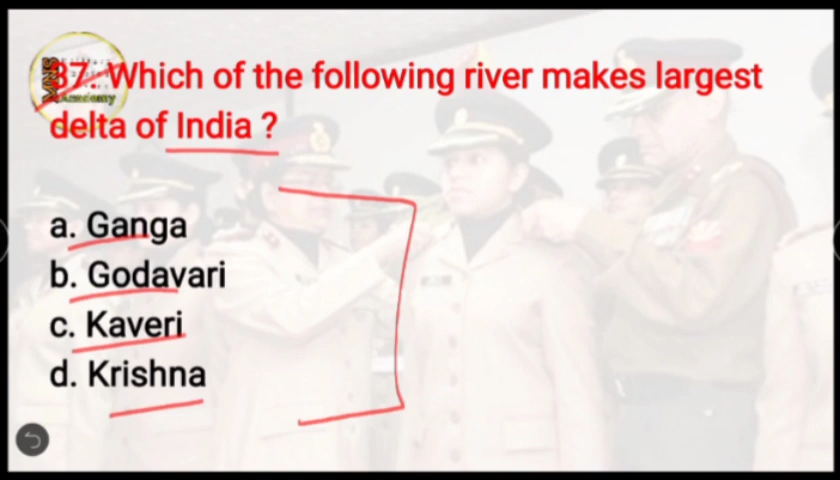 37. Which of the following river makes largest
delta of India ?
a. Ganga
b. Godavari
c. Kaveri
d. Krishna